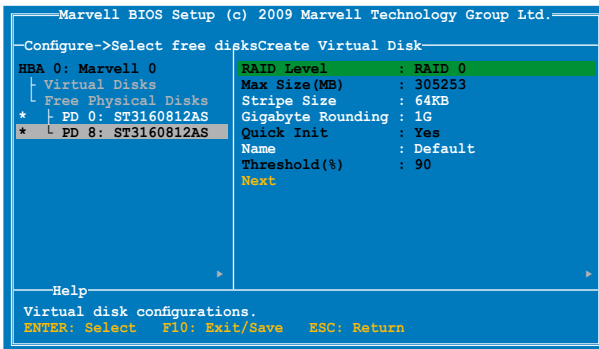 Marvell BIOS Setup (c) 2009 Marvell Technology Group Ltd.
Configure->Select free disksCreate Virtual Disk
HBA 0: Marvell 0
Virtual Disks
Free Physical Disks
* PD 0: ST3160812AS
* PD 8: ST3160812AS
RAID Level : RAID 0
Max Size(MB) : 305253
Stripe Size : 64KB
Gigabyte Rounding : 1G
Quick Init : Yes
Name : Default
Threshold(%) : 90
Next
Help
Virtual disk configurations.
ENTER: Select F10: Exit/Save ESC: Return